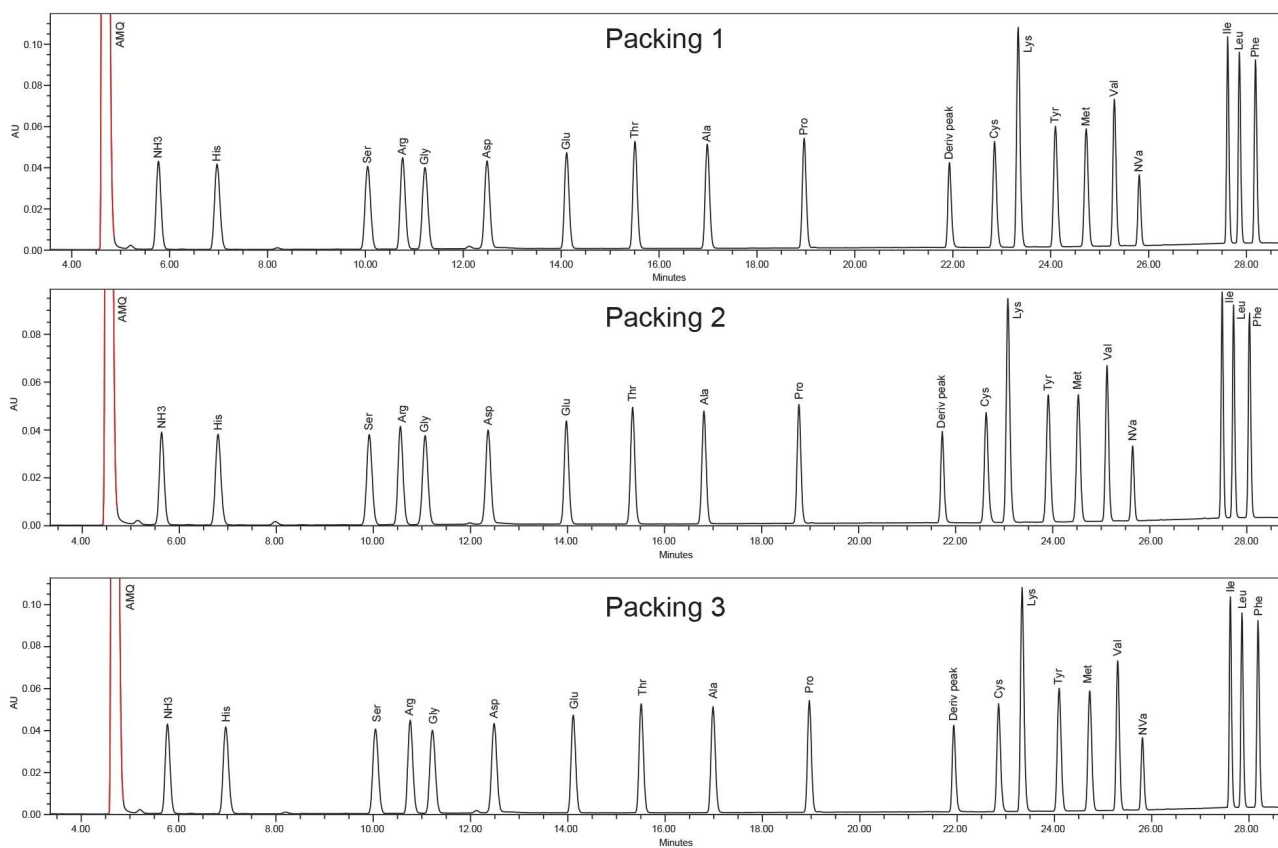 Packing 1
AU
0.10
0.08
0.06
0.04
0.02
0.00
AMQ
NH3
His
Ser
Arg
Gly
Asp
Glu
Thr
Ala
Pro
Deriv peak
Cys
Lys
Tyr
Met
Val
NVa
Ile
Leu
Phe
4.00 6.00 8.00 10.00 12.00 14.00 16.00 18.00 20.00 22.00 24.00 26.00 28.00
Minutes
Packing 2
AU
0.08
0.06
0.04
0.02
0.00
AMQ
NH3
His
Ser
Arg
Gly
Asp
Glu
Thr
Ala
Pro
Deriv peak
Cys
Lys
Tyr
Met
Val
NVa
Ile
Leu
Phe
4.00 6.00 8.00 10.00 12.00 14.00 16.00 18.00 20.00 22.00 24.00 26.00 28.00
Minutes
Packing 3
AU
0.10
0.08
0.06
0.04
0.02
0.00
AMQ
NH3
His
Ser
Arg
Gly
Asp
Glu
Thr
Ala
Pro
Deriv peak
Cys
Lys
Tyr
Met
Val
NVa
Ile
Leu
Phe
4.00 6.00 8.00 10.00 12.00 14.00 16.00 18.00 20.00 22.00 24.00 26.00 28.00
Minutes